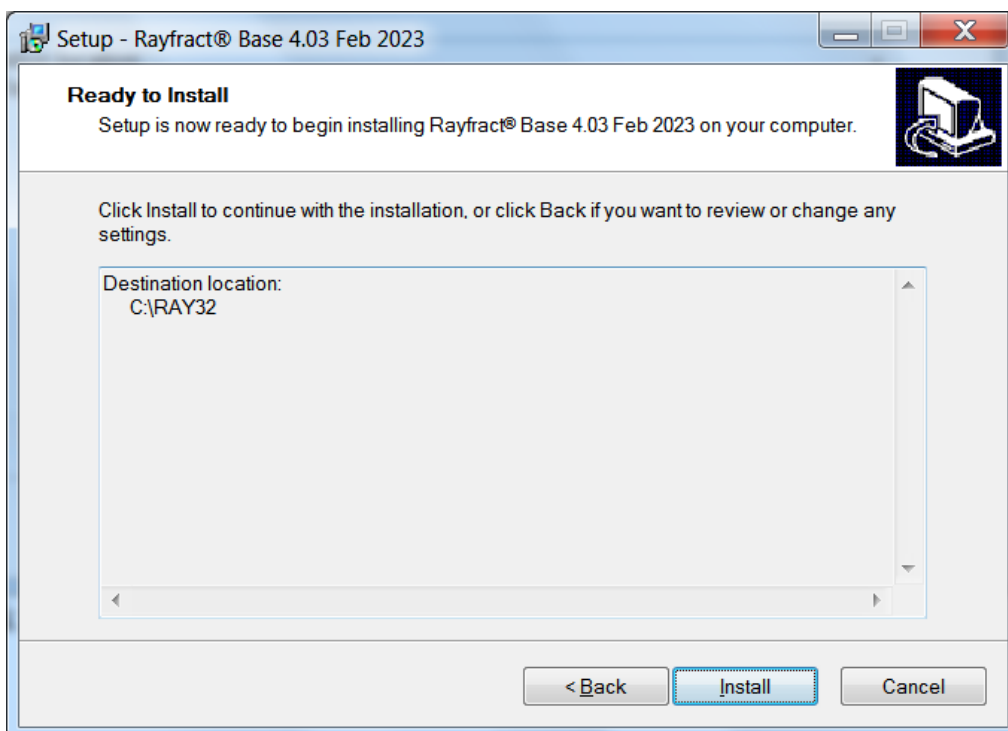 Setup - Rayfract® Base 4.03 Feb 2023
Ready to Install
Setup is now ready to begin installing Rayfract® Base 4.03 Feb 2023 on your computer.
Click Install to continue with the installation, or click Back if you want to review or change any
settings.
Destination location:
C:\RAY32
< Back
Install
Cancel